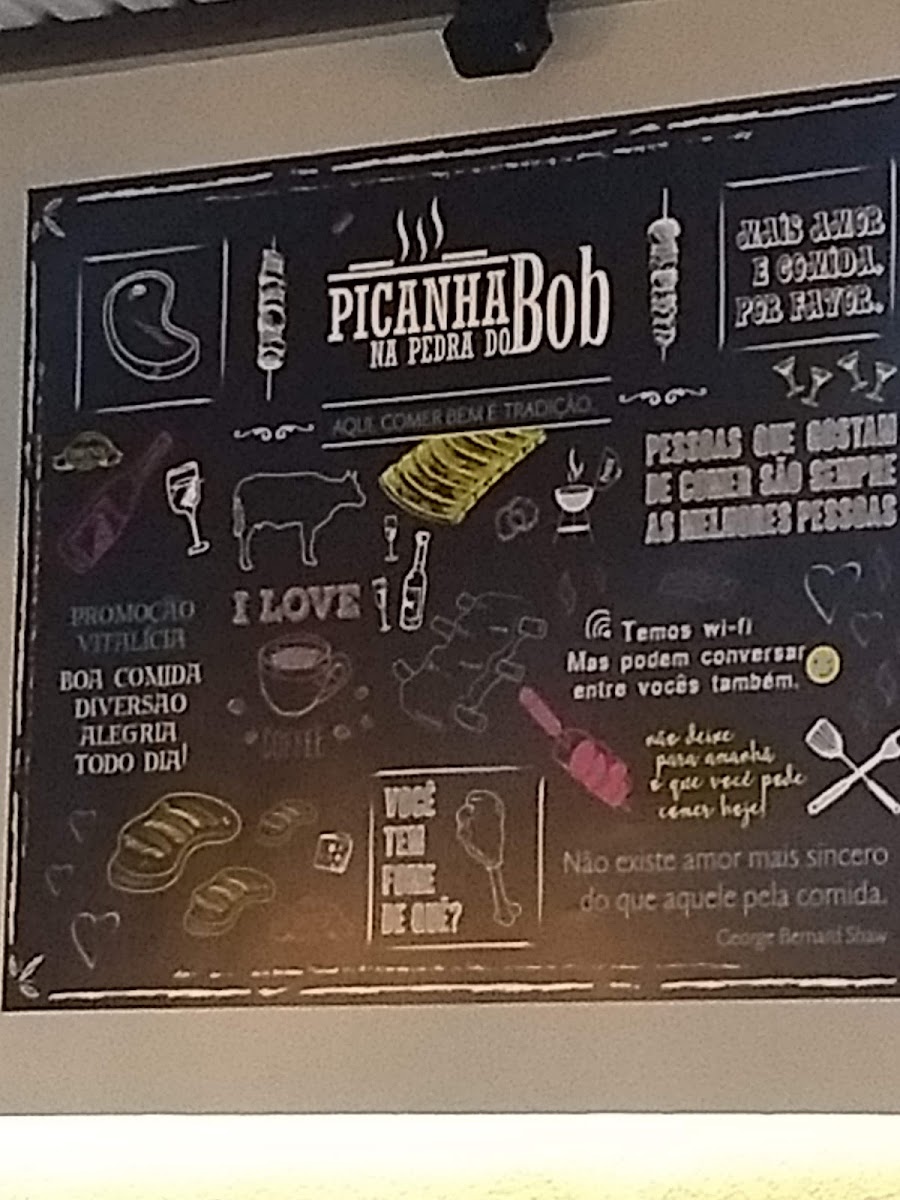 PICANHA
NA PEDRA DO Bob
MAIS AMOR
E COMIDA,
POR FAVOR.
AQUI, COMER BEM É TRADIÇÃO.
PESSOAS QUE GOSTAM
DE COMER SÃO SEMPRE
AS MELHORES PESSOAS
I LOVE
COFFEE
PROMOÇÃO
VITALÍCIA
BOA COMIDA
DIVERSÃO
ALEGRIA
TODO DIA!
Temos wi-fi
Mas podem conversar
entre vocês também.
não deixe
para amanhã
o que você pode
comer hoje!
VOCÊ
TEM
FOME
DE QUÊ?
Não existe amor mais sincero
do que aquele pela comida.
George Bernard Shaw